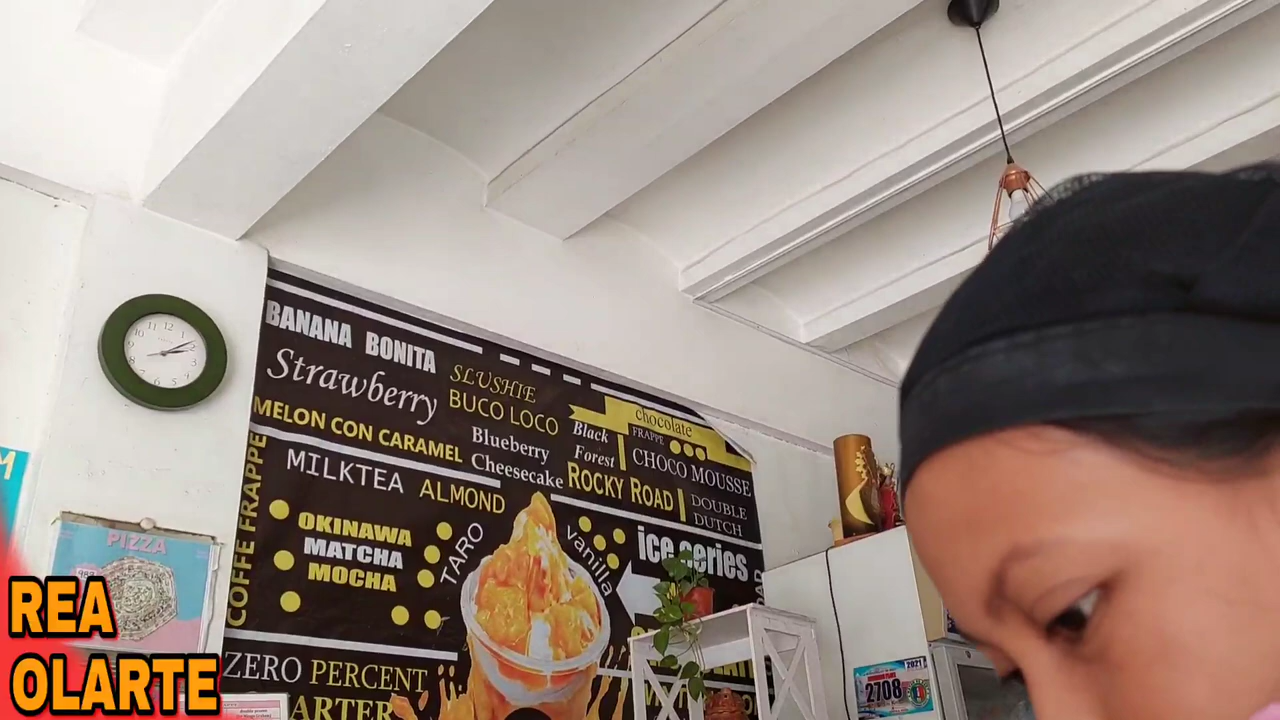 BANANA BONITA
Strawberry
SLUSHIE
BUCO LOCO
MELON CON CARAMEL
Blueberry
Cheesecake
Black
Forest
chocolate
FRAPPE
CHOCO MOUSSE
ROCKY ROAD
DOUBLE
DUTCH
COFFE FRAPPE
MILKTEA
ALMOND
OKINAWA
MATCHA
MOCHA
TARO
vanilla
ice series
ZERO PERCENT
PIZZA
2021
2708
REA
OLARTE